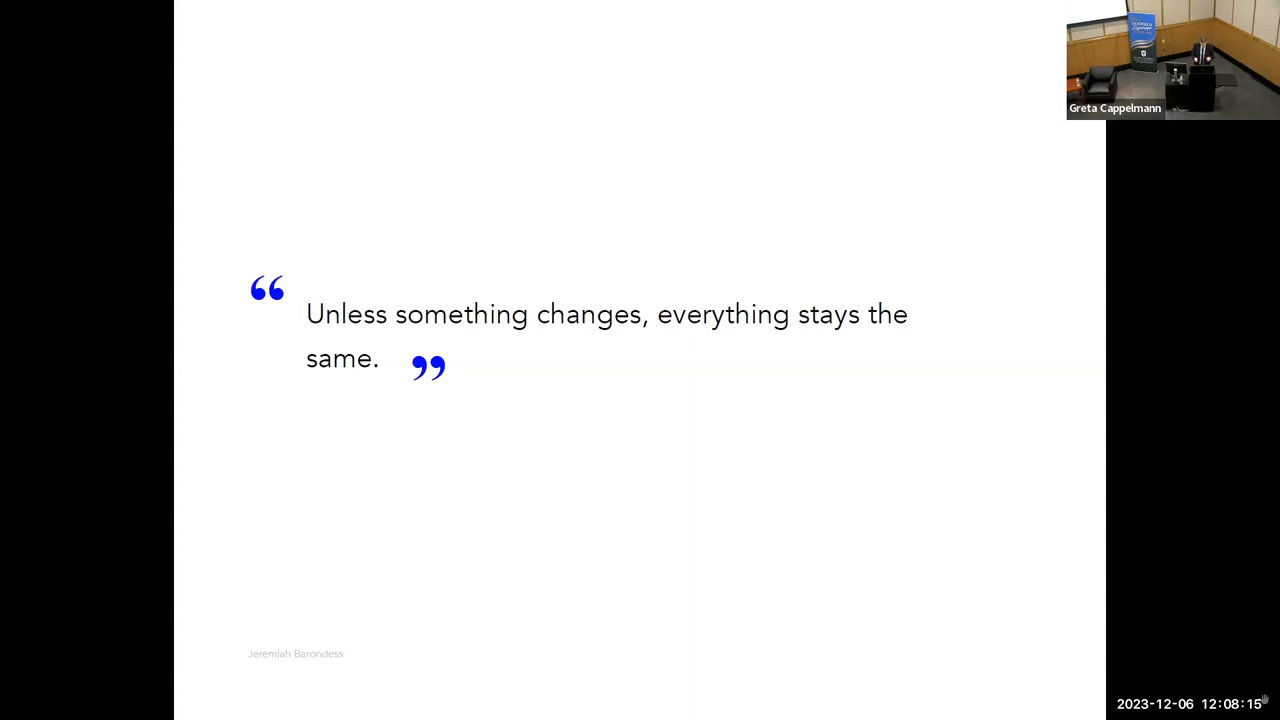 Greta Cappelmann
“ Unless something changes, everything stays the
same. ”
Jeremiah Barondess
2023-12-06 12:08:15